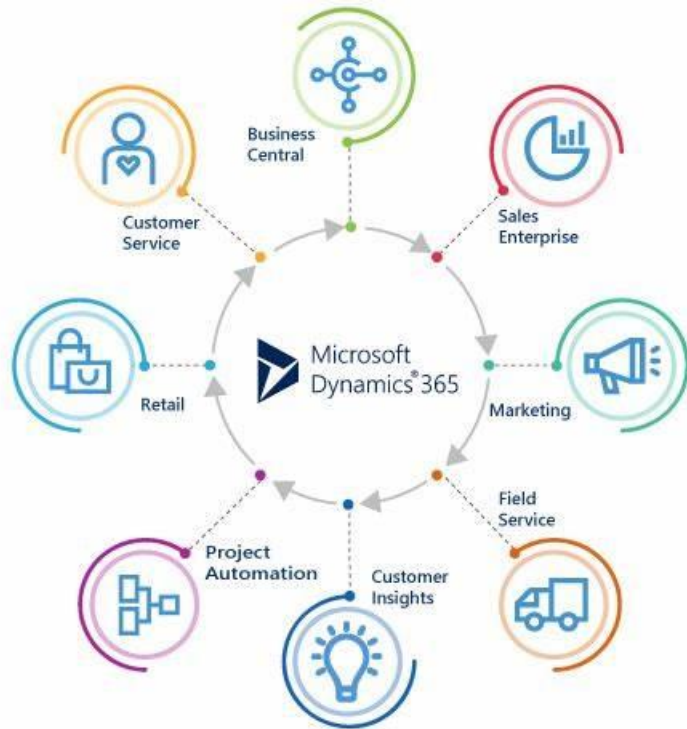 Business
Central
Sales
Enterprise
Customer
Service
Microsoft
Dynamics® 365
Retail
Marketing
Field
Service
Project
Automation
Customer
Insights